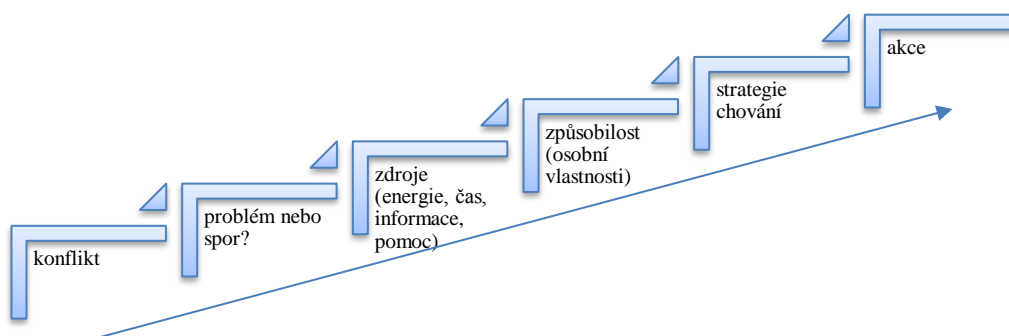 konflikt
problém nebo
spor?
zdroje
(energie, čas,
informace,
pomoc)
způsobilost
(osobní
vlastnosti)
strategie
chování
akce